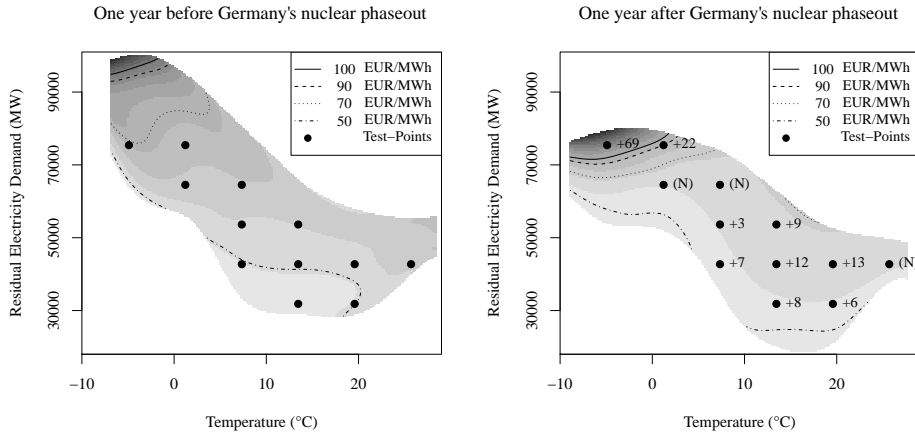 One year before Germany's nuclear phaseout
Residual Electricity Demand (MW)
90000
70000
50000
30000
100 EUR/MWh
90 EUR/MWh
70 EUR/MWh
50 EUR/MWh
Test−Points
−10
0
10
20
Temperature (°C)
One year after Germany's nuclear phaseout
Residual Electricity Demand (MW)
90000
70000
50000
30000
100 EUR/MWh
90 EUR/MWh
70 EUR/MWh
50 EUR/MWh
Test−Points
+69 +22
(N) (N)
+3 +9
+7 +12 +13 (N
+8 +6
−10
0
10
20
Temperature (°C)